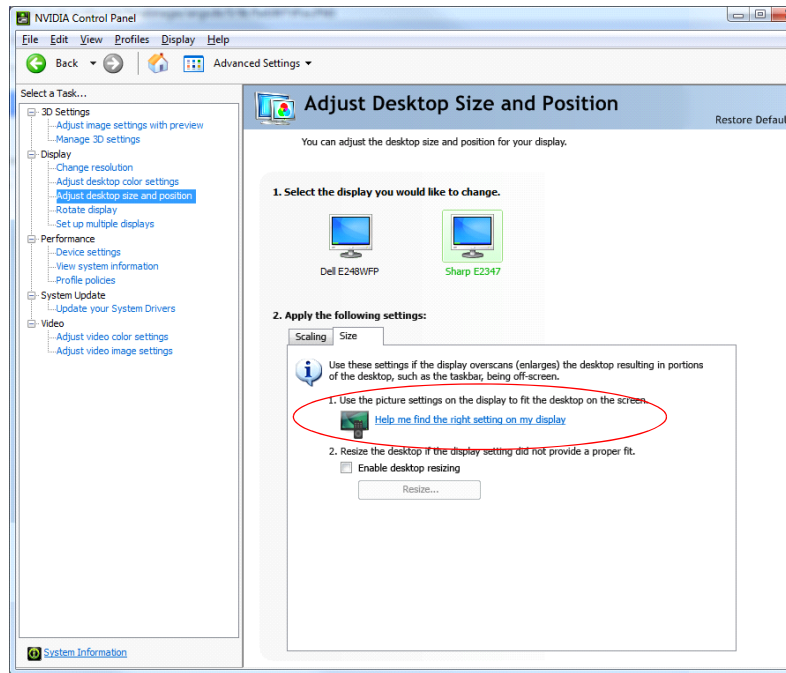 NVIDIA Control Panel
File Edit View Profiles Display Help
Back Advanced Settings
Select a Task...
3D Settings
Adjust image settings with preview
Manage 3D settings
Display
Change resolution
Adjust desktop color settings
Adjust desktop size and position
Rotate display
Set up multiple displays
Performance
Device settings
View system information
Profile policies
System Update
Update your System Drivers
Video
Adjust video color settings
Adjust video image settings
System Information
Adjust Desktop Size and Position
Restore Defaul
You can adjust the desktop size and position for your display.
1. Select the display you would like to change.
Dell E248WFP Sharp E2347
2. Apply the following settings:
Scaling Size
Use these settings if the display overscans (enlarges) the desktop resulting in portions
of the desktop, such as the taskbar, being off-screen.
1. Use the picture settings on the display to fit the desktop on the screen.
Help me find the right setting on my display
2. Resize the desktop if the display setting did not provide a proper fit.
Enable desktop resizing
Resize...